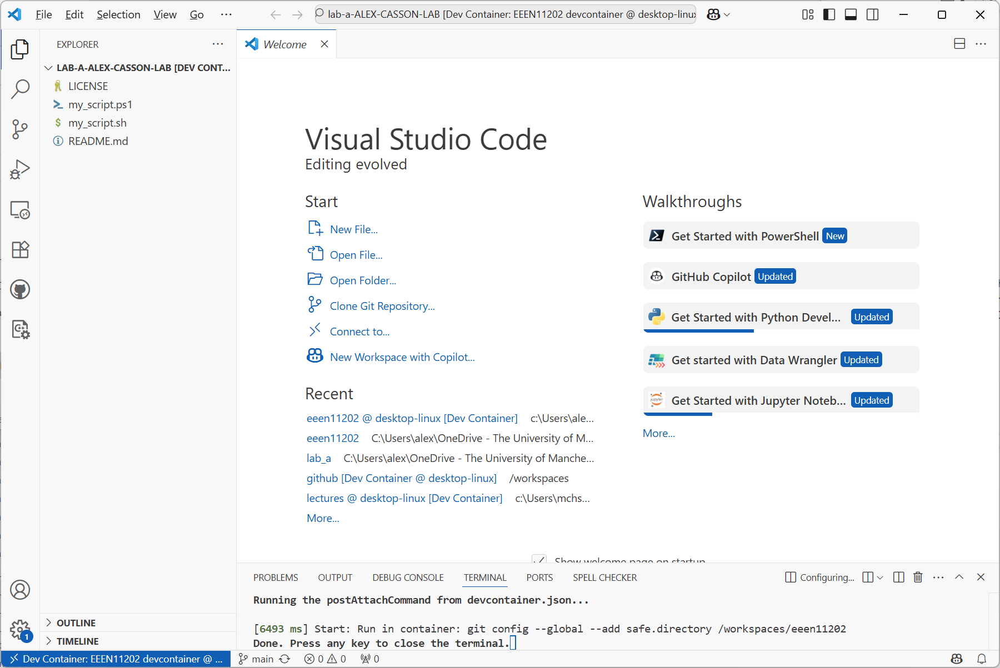 File Edit Selection View Go ···
lab-a-ALEX-CASSON-LAB [Dev Container: EEEN11202 devcontainer @ desktop-linux
EXPLORER
Welcome
LAB-A-ALEX-CASSON-LAB [DEV CONT...
LICENSE
my_script.ps1
my_script.sh
README.md
Visual Studio Code
Editing evolved
Start
New File...
Open File...
Open Folder...
Clone Git Repository...
Connect to...
New Workspace with Copilot...
Recent
eeen11202 @ desktop-linux [Dev Container] c:\Users\ale...
eeen11202 C:\Users\alex\OneDrive - The University of M...
lab_a C:\Users\alex\OneDrive - The University of Manche...
github [Dev Container @ desktop-linux] /workspaces
lectures @ desktop-linux [Dev Container] c:\Users\mchs...
More...
Walkthroughs
Get Started with PowerShell New
GitHub Copilot Updated
Get Started with Python Devel... Updated
Get started with Data Wrangler Updated
jupyter
Get Started with Jupyter Noteb... Updated
More...
Show welcome page on startup
PROBLEMS OUTPUT DEBUG CONSOLE TERMINAL PORTS SPELL CHECKER Configuring...
Running the postAttachCommand from devcontainer.json...
[6493 ms] Start: Run in container: git config --global --add safe.directory /workspaces/eeen11202
Done. Press any key to close the terminal.
OUTLINE
TIMELINE
1
Dev Container: EEEN11202 devcontainer @ ... main 0 0 0